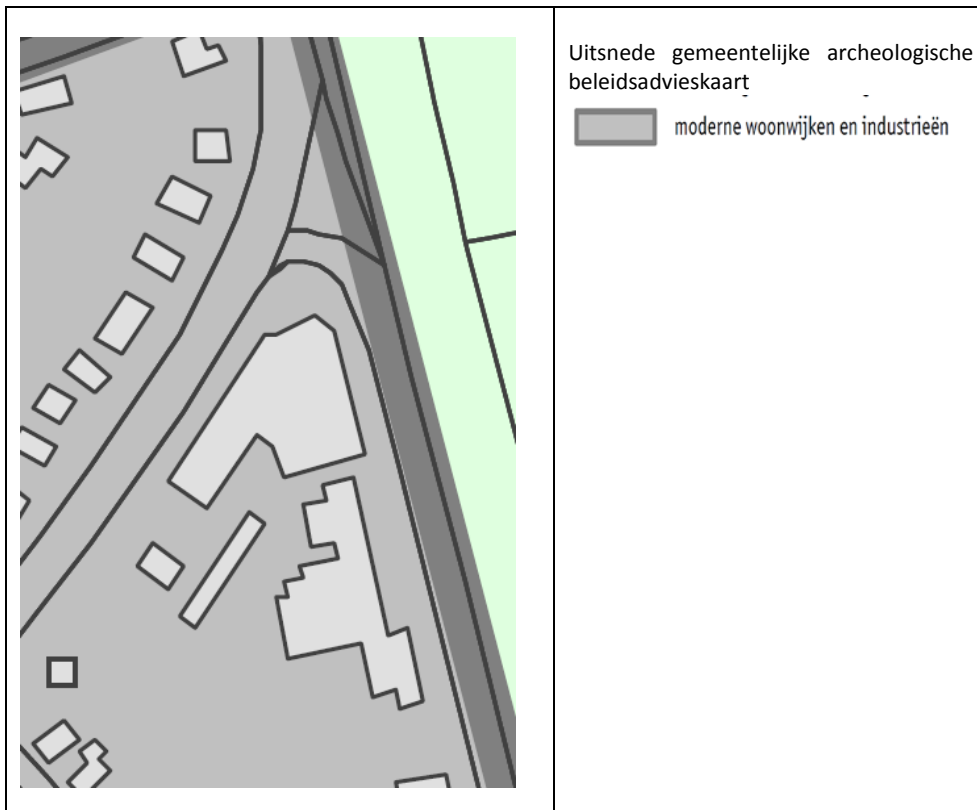 Uitsnede gemeentelijke archeologische
beleidsadvieskaart
moderne woonwijken en industrieën